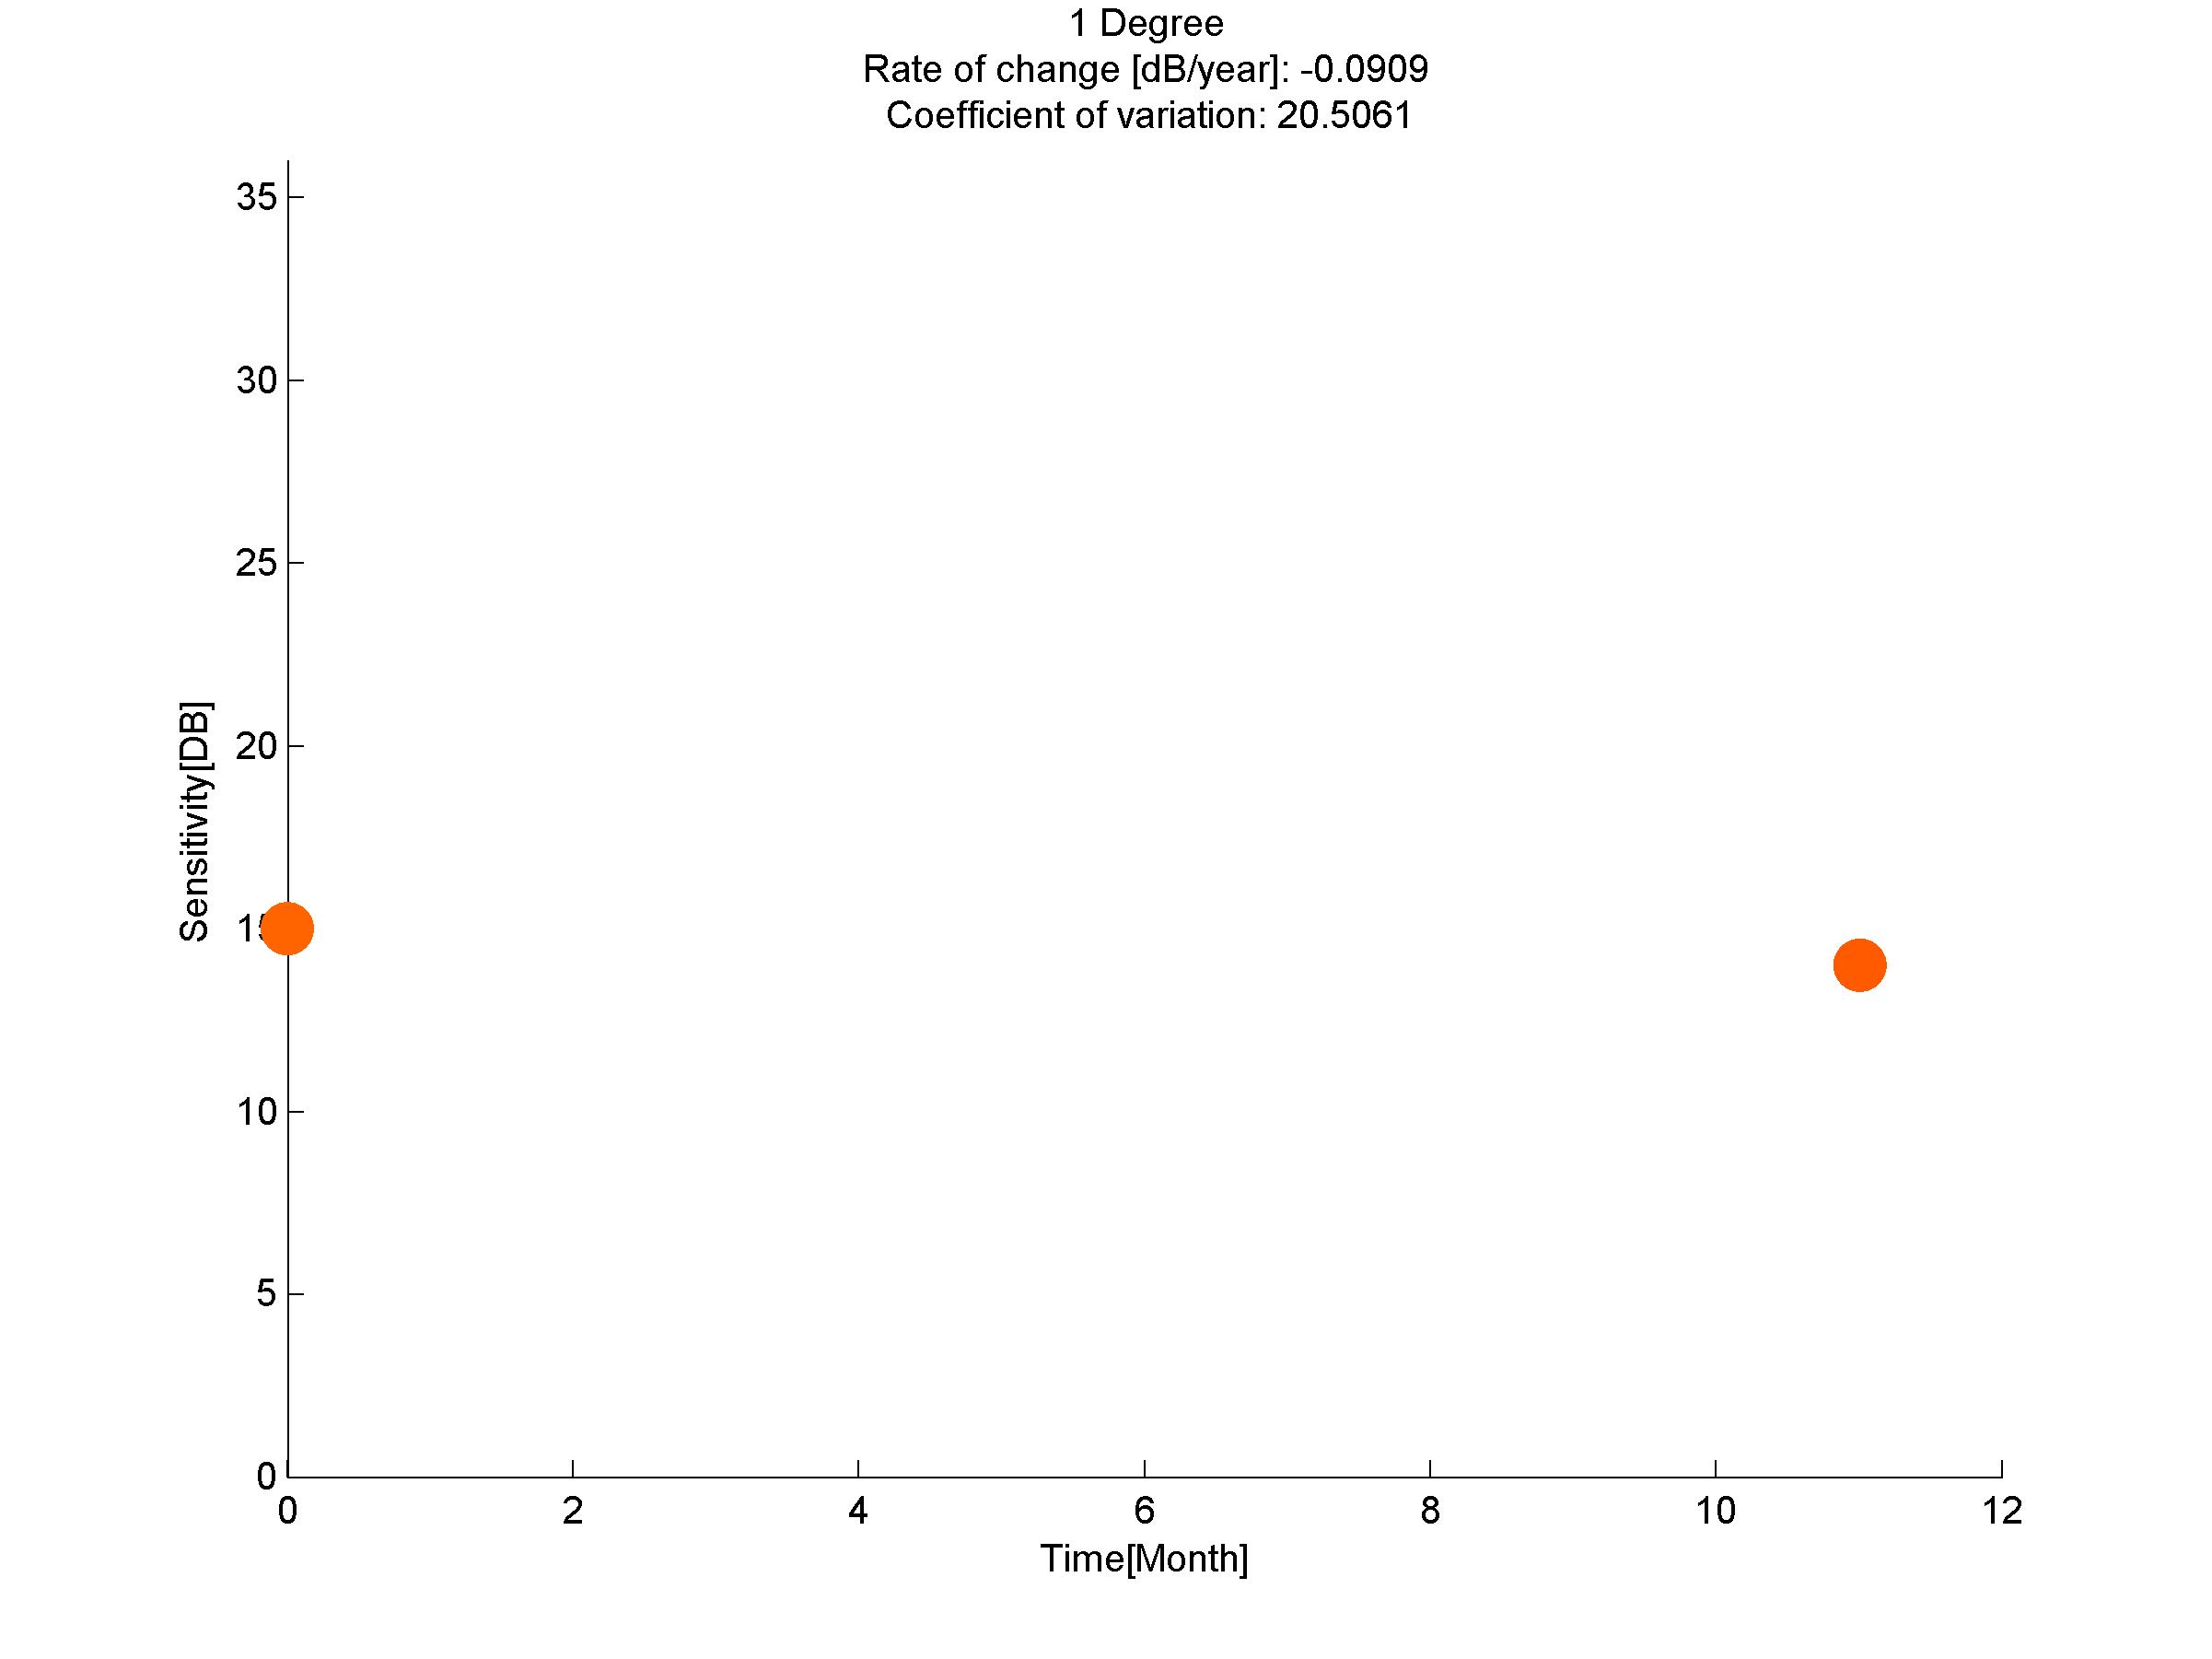 1 Degree
Rate of change [dB/year]: -0.0909
Coefficient of variation: 20.5061
35
30
25
20
15
10
5
0
Sensitivity[DB]
0 2 4 6 8 10 12
Time[Month]